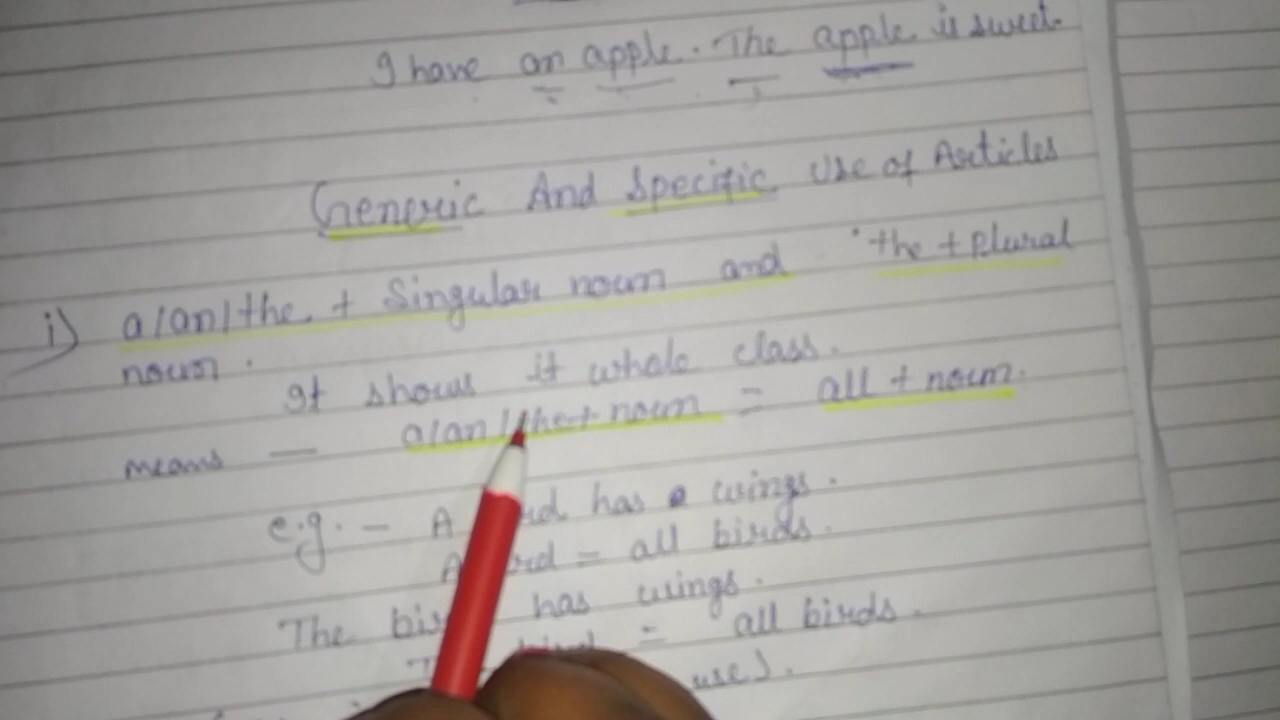 I have an apple. The apple is sweet.
Generic And Specific Use of Articles
i) a/an/the + Singular noun and the + plural
noun.
It shows it whole class.
means — a/an/the + noun = all + noun.
e.g. – A has a wings.
A = all birds.
The has wings.
= all birds.
use).